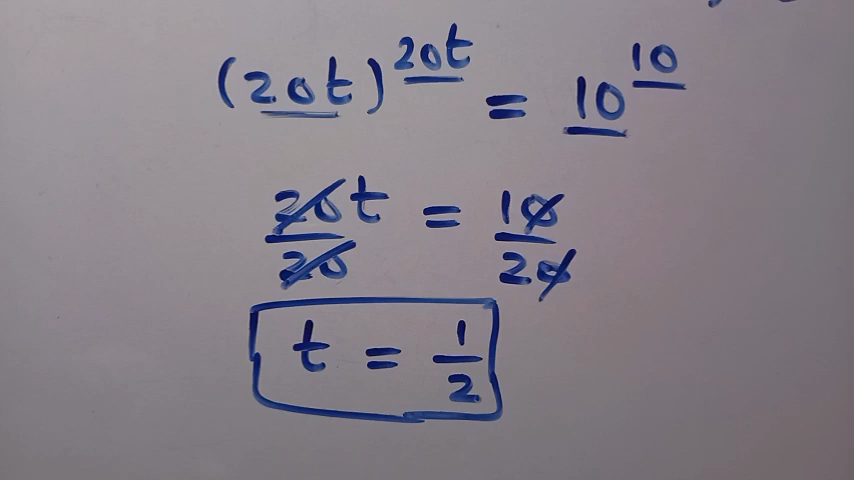 (20t)^20t = 10^10
20t/20 = 10/20
t = 1/2